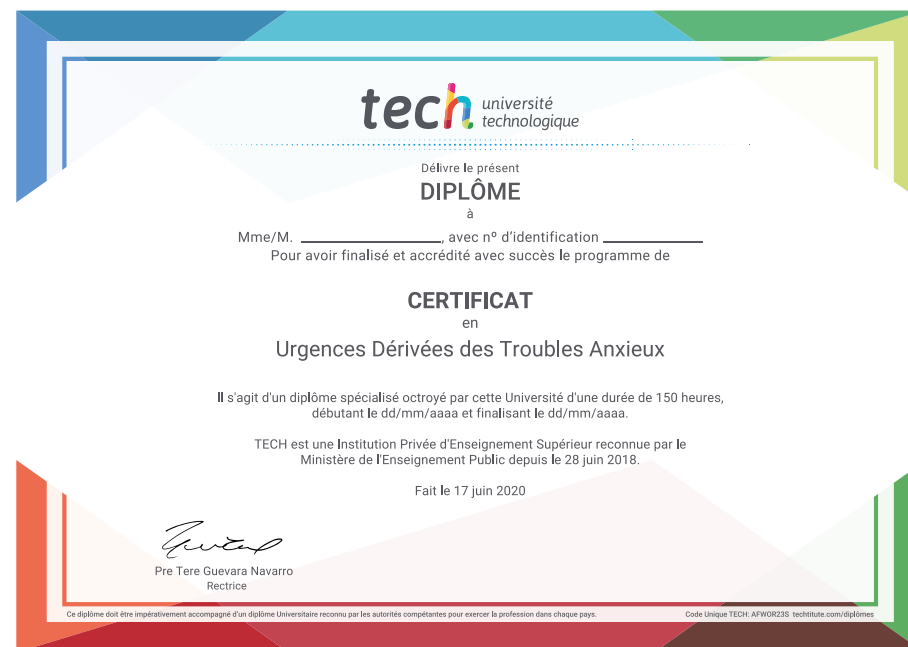 tech université
technologique
Délivre le présent
DIPLÔME
à
Mme/M. ____________________, avec nº d'identification ______________
Pour avoir finalisé et accrédité avec succès le programme de
CERTIFICAT
en
Urgences Dérivées des Troubles Anxieux
Il s'agit d'un diplôme spécialisé octroyé par cette Université d'une durée de 150 heures,
débutant le dd/mm/aaaa et finalisant le dd/mm/aaaa.
TECH est une Institution Privée d'Enseignement Supérieur reconnue par le
Ministère de l'Enseignement Public depuis le 28 juin 2018.
Fait le 17 juin 2020
Pre Tere Guevara Navarro
Rectrice
Ce diplôme doit être impérativement accompagné d'un diplôme Universitaire reconnu par les autorités compétantes pour exercer la profession dans chaque pays.
Code Unique TECH: AFWOR23S techtitute.com/diplômes